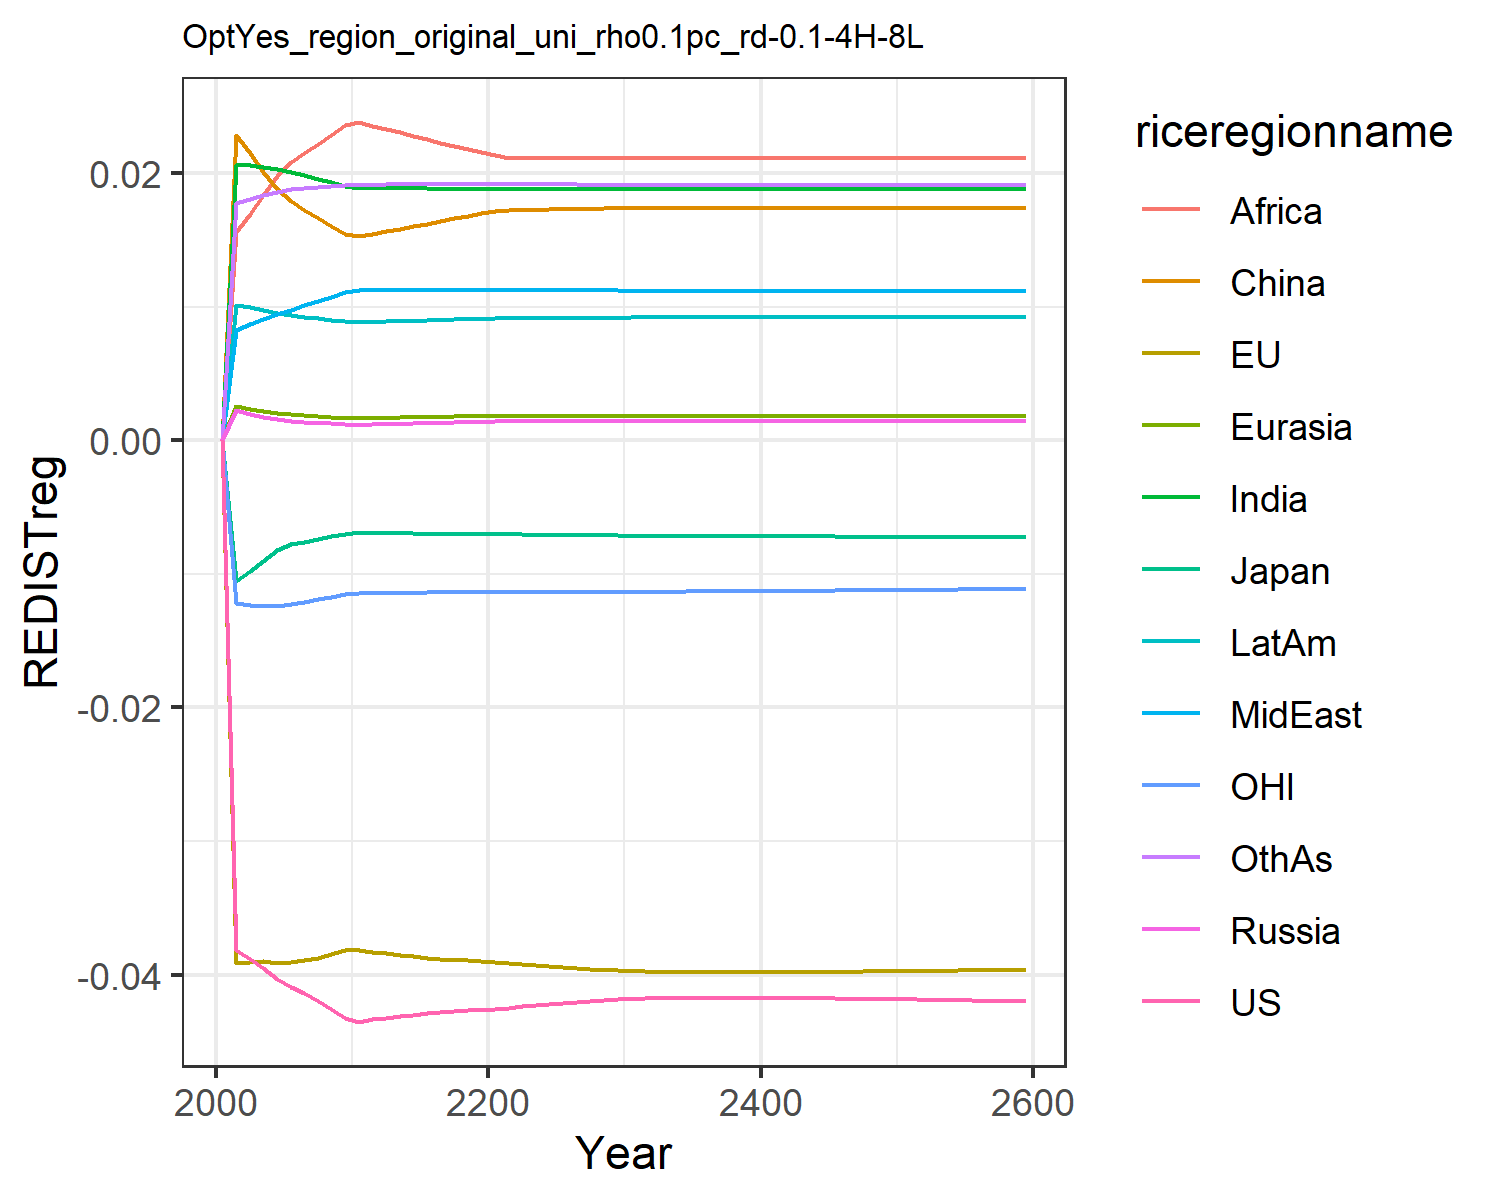 OptYes_region_original_uni_rho0.1pc_rd-0.1-4H-8L
riceregionname
Africa
China
EU
Eurasia
India
Japan
LatAm
MidEast
OHI
OthAs
Russia
US
REDISTreg
0.02
0.00
-0.02
-0.04
2000
2200
2400
2600
Year